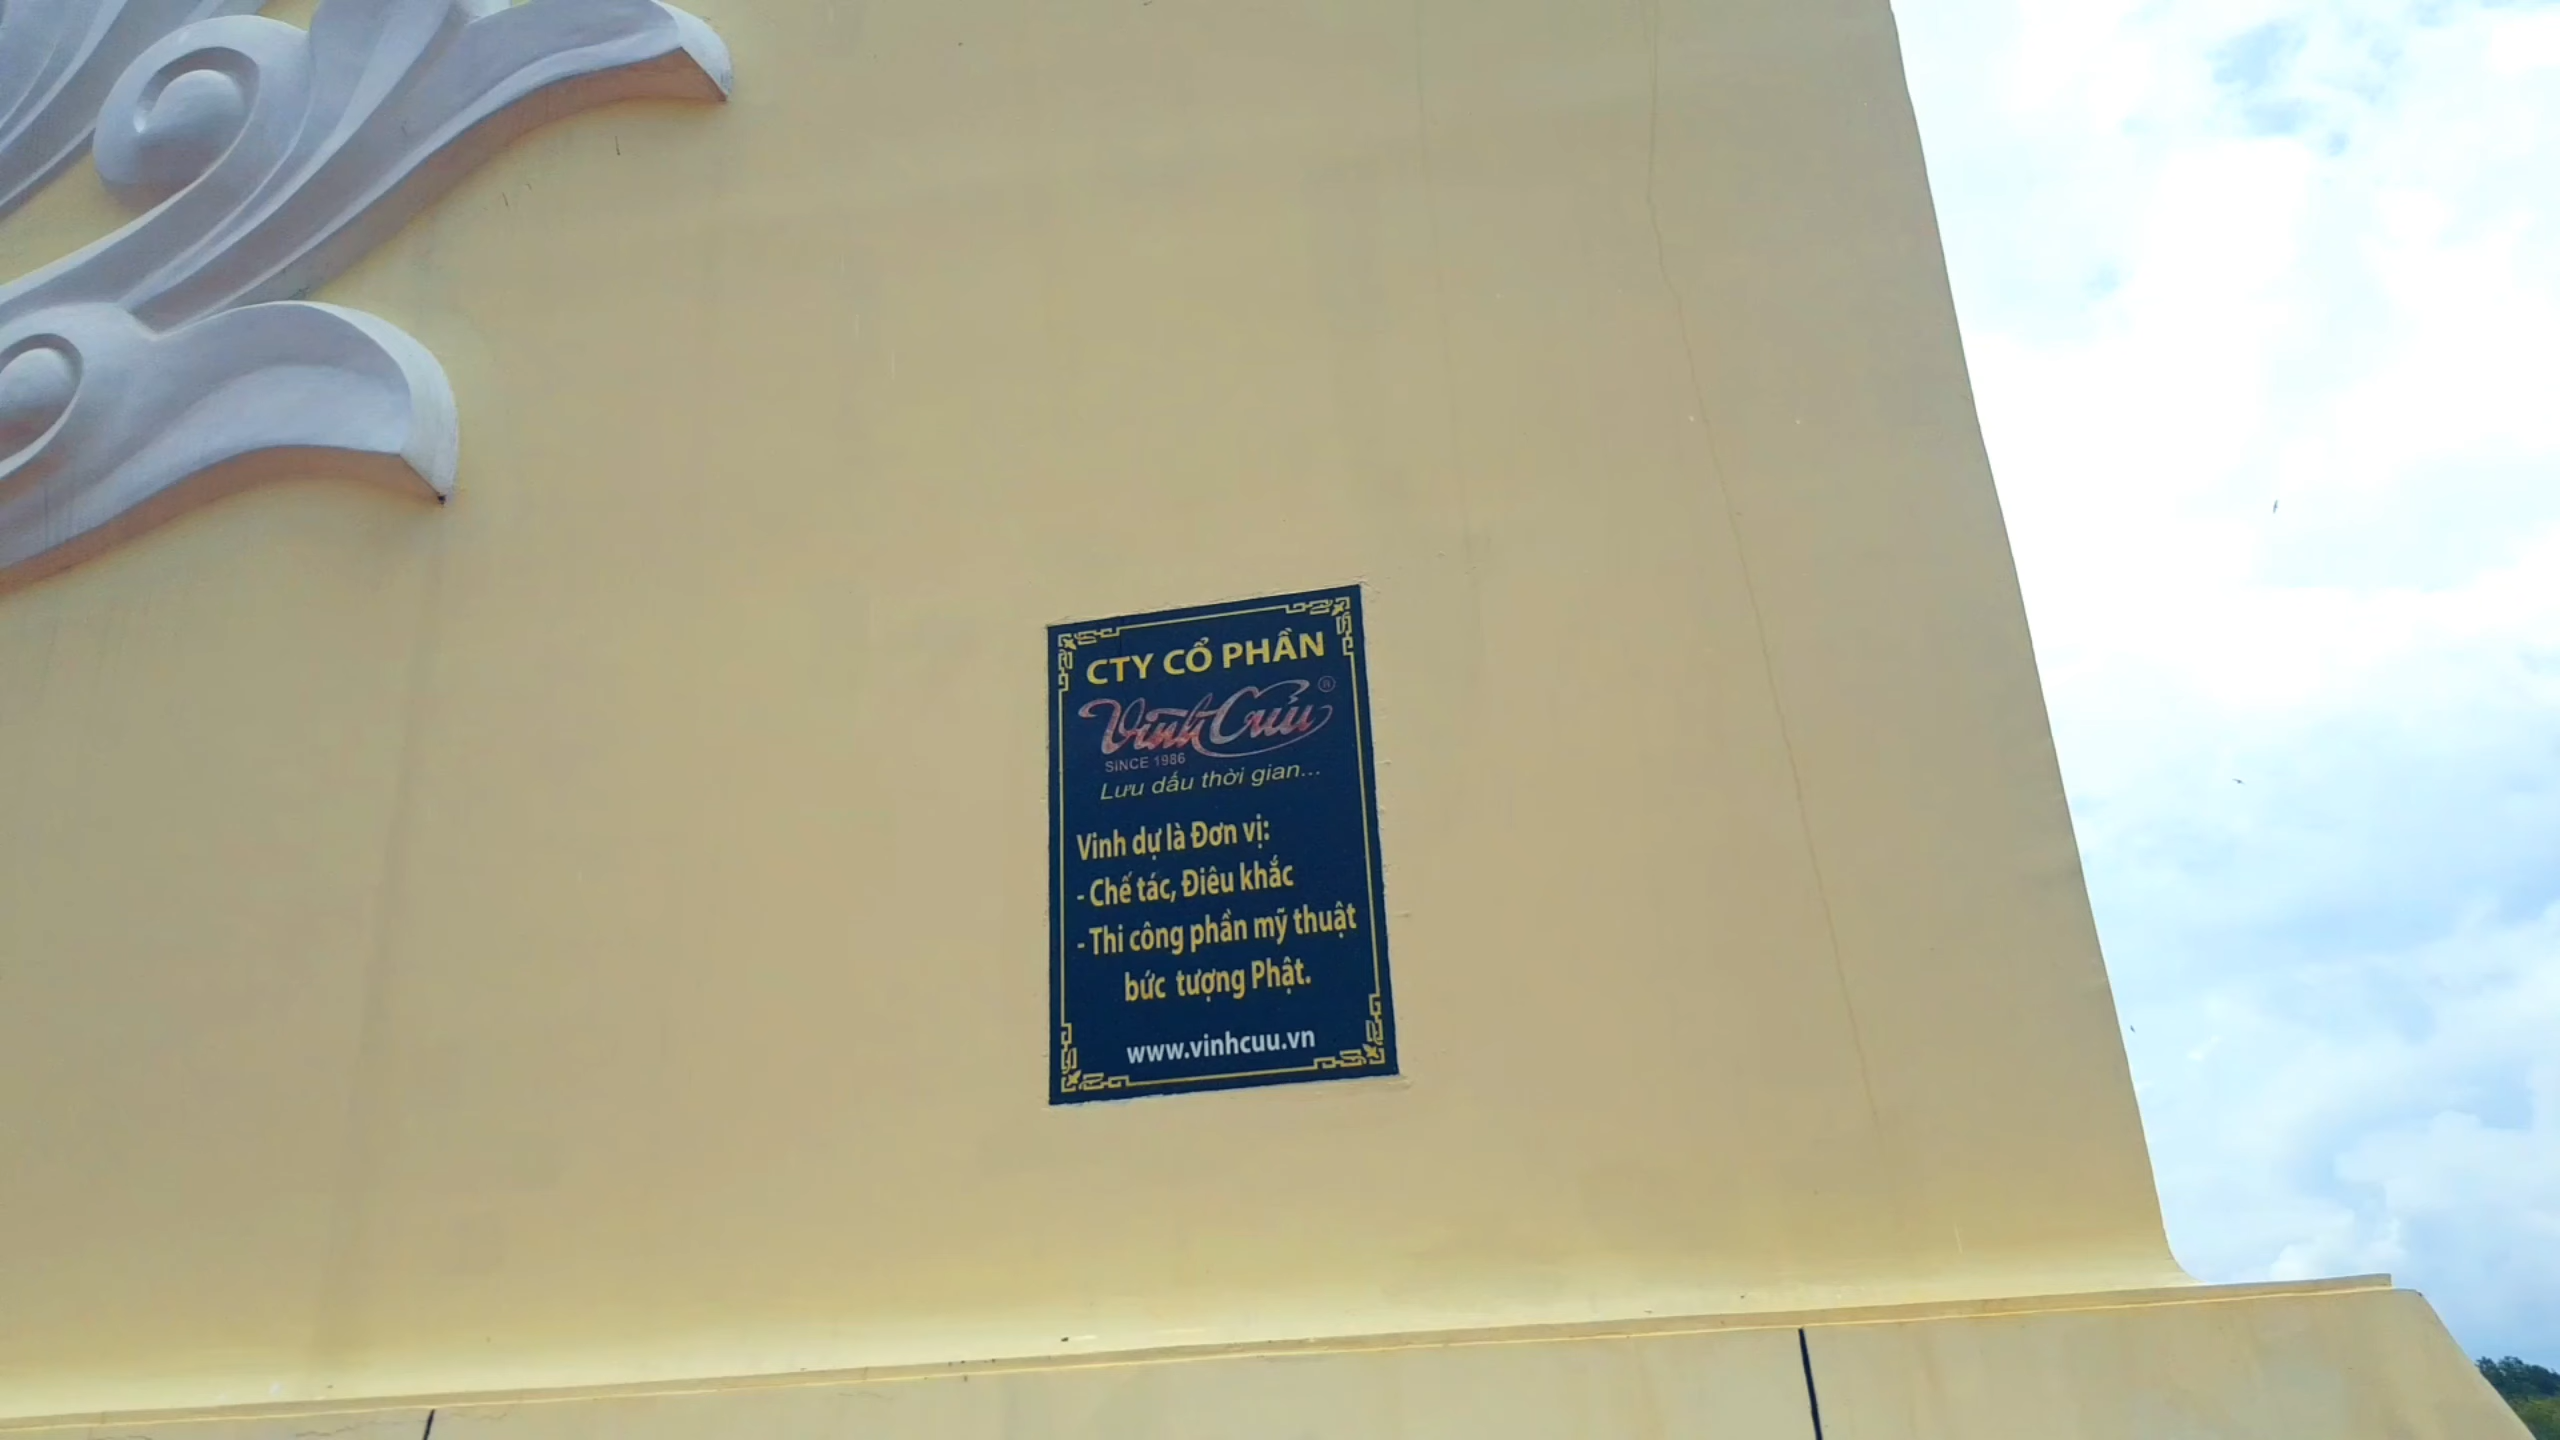 CTY CỔ PHẦN
Vĩnh Cửu ®
SINCE 1986
Lưu dấu thời gian...
Vinh dự là Đơn vị:
- Chế tác, Điêu khắc
- Thi công phần mỹ thuật
bức tượng Phật.
www.vinhcuu.vn